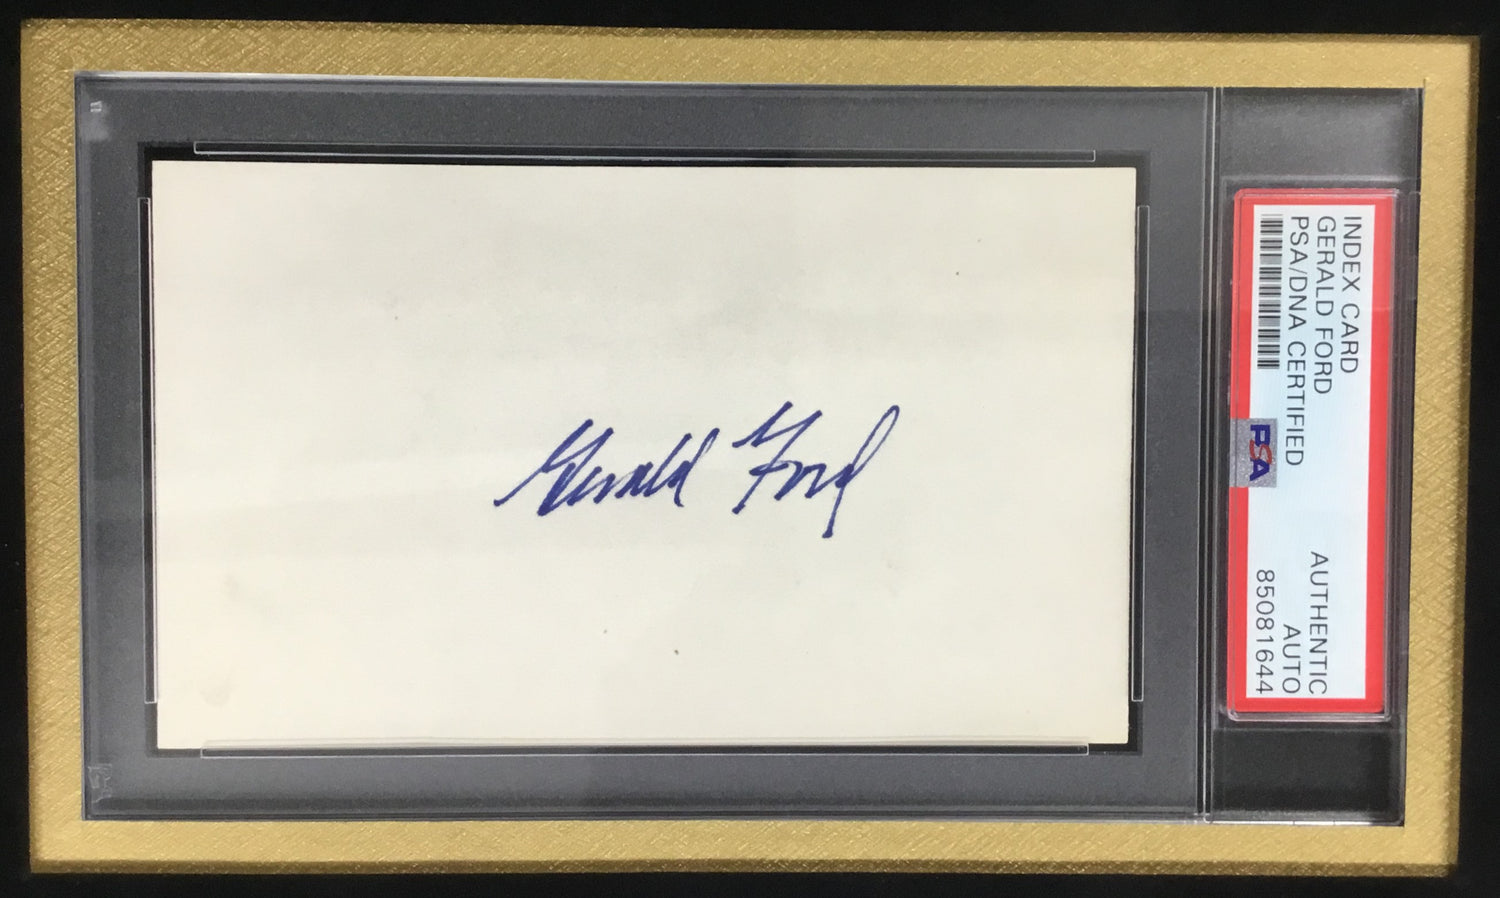 Gerald Ford
INDEX CARD
GERALD FORD
PSA/DNA CERTIFIED
PSA
AUTHENTIC
AUTO
85081644